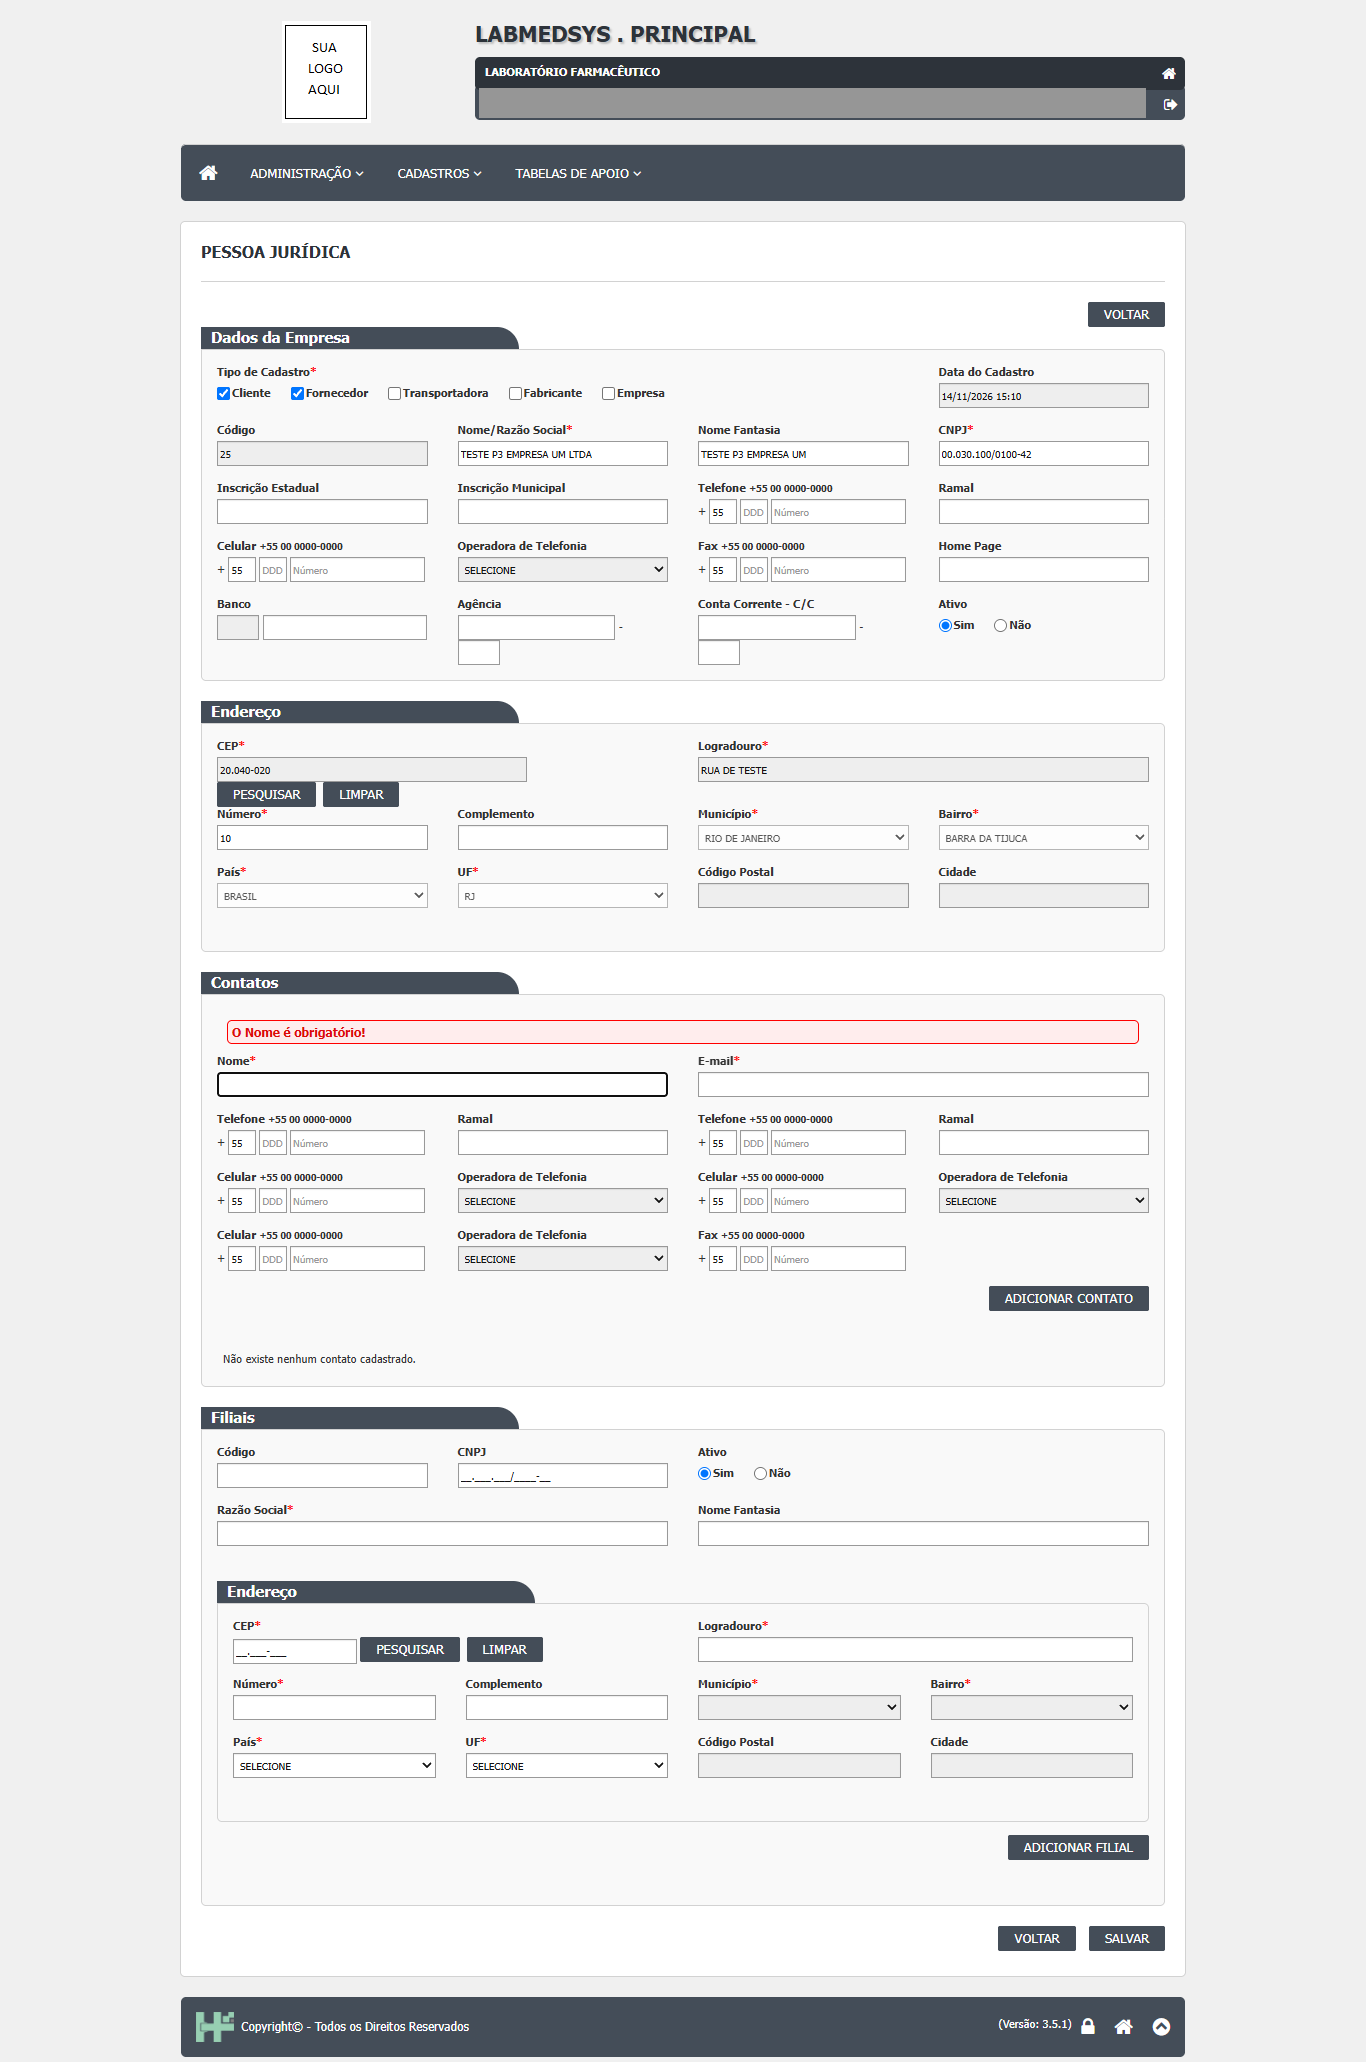 SUA
LOGO
AQUI
LABMEDSYS . PRINCIPAL
LABORATÓRIO FARMACÊUTICO
ADMINISTRAÇÃO CADASTROS TABELAS DE APOIO
PESSOA JURÍDICA
VOLTAR
Dados da Empresa
Tipo de Cadastro* Data do Cadastro
Cliente Fornecedor Transportadora Fabricante Empresa 14/11/2026 15:10
Código Nome/Razão Social* Nome Fantasia CNPJ*
25 TESTE P3 EMPRESA UM LTDA TESTE P3 EMPRESA UM 00.030.100/0100-42
Inscrição Estadual Inscrição Municipal Telefone +55 00 0000-0000 Ramal
+ 55 DDD Número
Celular +55 00 0000-0000 Operadora de Telefonia Fax +55 00 0000-0000 Home Page
+ 55 DDD Número SELECIONE + 55 DDD Número
Banco Agência Conta Corrente - C/C Ativo
- - Sim Não
Endereço
CEP* Logradouro*
20.040-020 RUA DE TESTE
PESQUISAR LIMPAR
Número* Complemento Município* Bairro*
10 RIO DE JANEIRO BARRA DA TIJUCA
País* UF* Código Postal Cidade
BRASIL RJ
Contatos
O Nome é obrigatório!
Nome* E-mail*
Telefone +55 00 0000-0000 Ramal Telefone +55 00 0000-0000 Ramal
+ 55 DDD Número + 55 DDD Número
Celular +55 00 0000-0000 Operadora de Telefonia Celular +55 00 0000-0000 Operadora de Telefonia
+ 55 DDD Número SELECIONE + 55 DDD Número SELECIONE
Celular +55 00 0000-0000 Operadora de Telefonia Fax +55 00 0000-0000
+ 55 DDD Número SELECIONE + 55 DDD Número
ADICIONAR CONTATO
Não existe nenhum contato cadastrado.
Filiais
Código CNPJ Ativo
__.___.___/____-__ Sim Não
Razão Social* Nome Fantasia
Endereço
CEP* Logradouro*
__.___-___ PESQUISAR LIMPAR
Número* Complemento Município* Bairro*
País* UF* Código Postal Cidade
SELECIONE SELECIONE
ADICIONAR FILIAL
VOLTAR SALVAR
Copyright© - Todos os Direitos Reservados (Versão: 3.5.1)